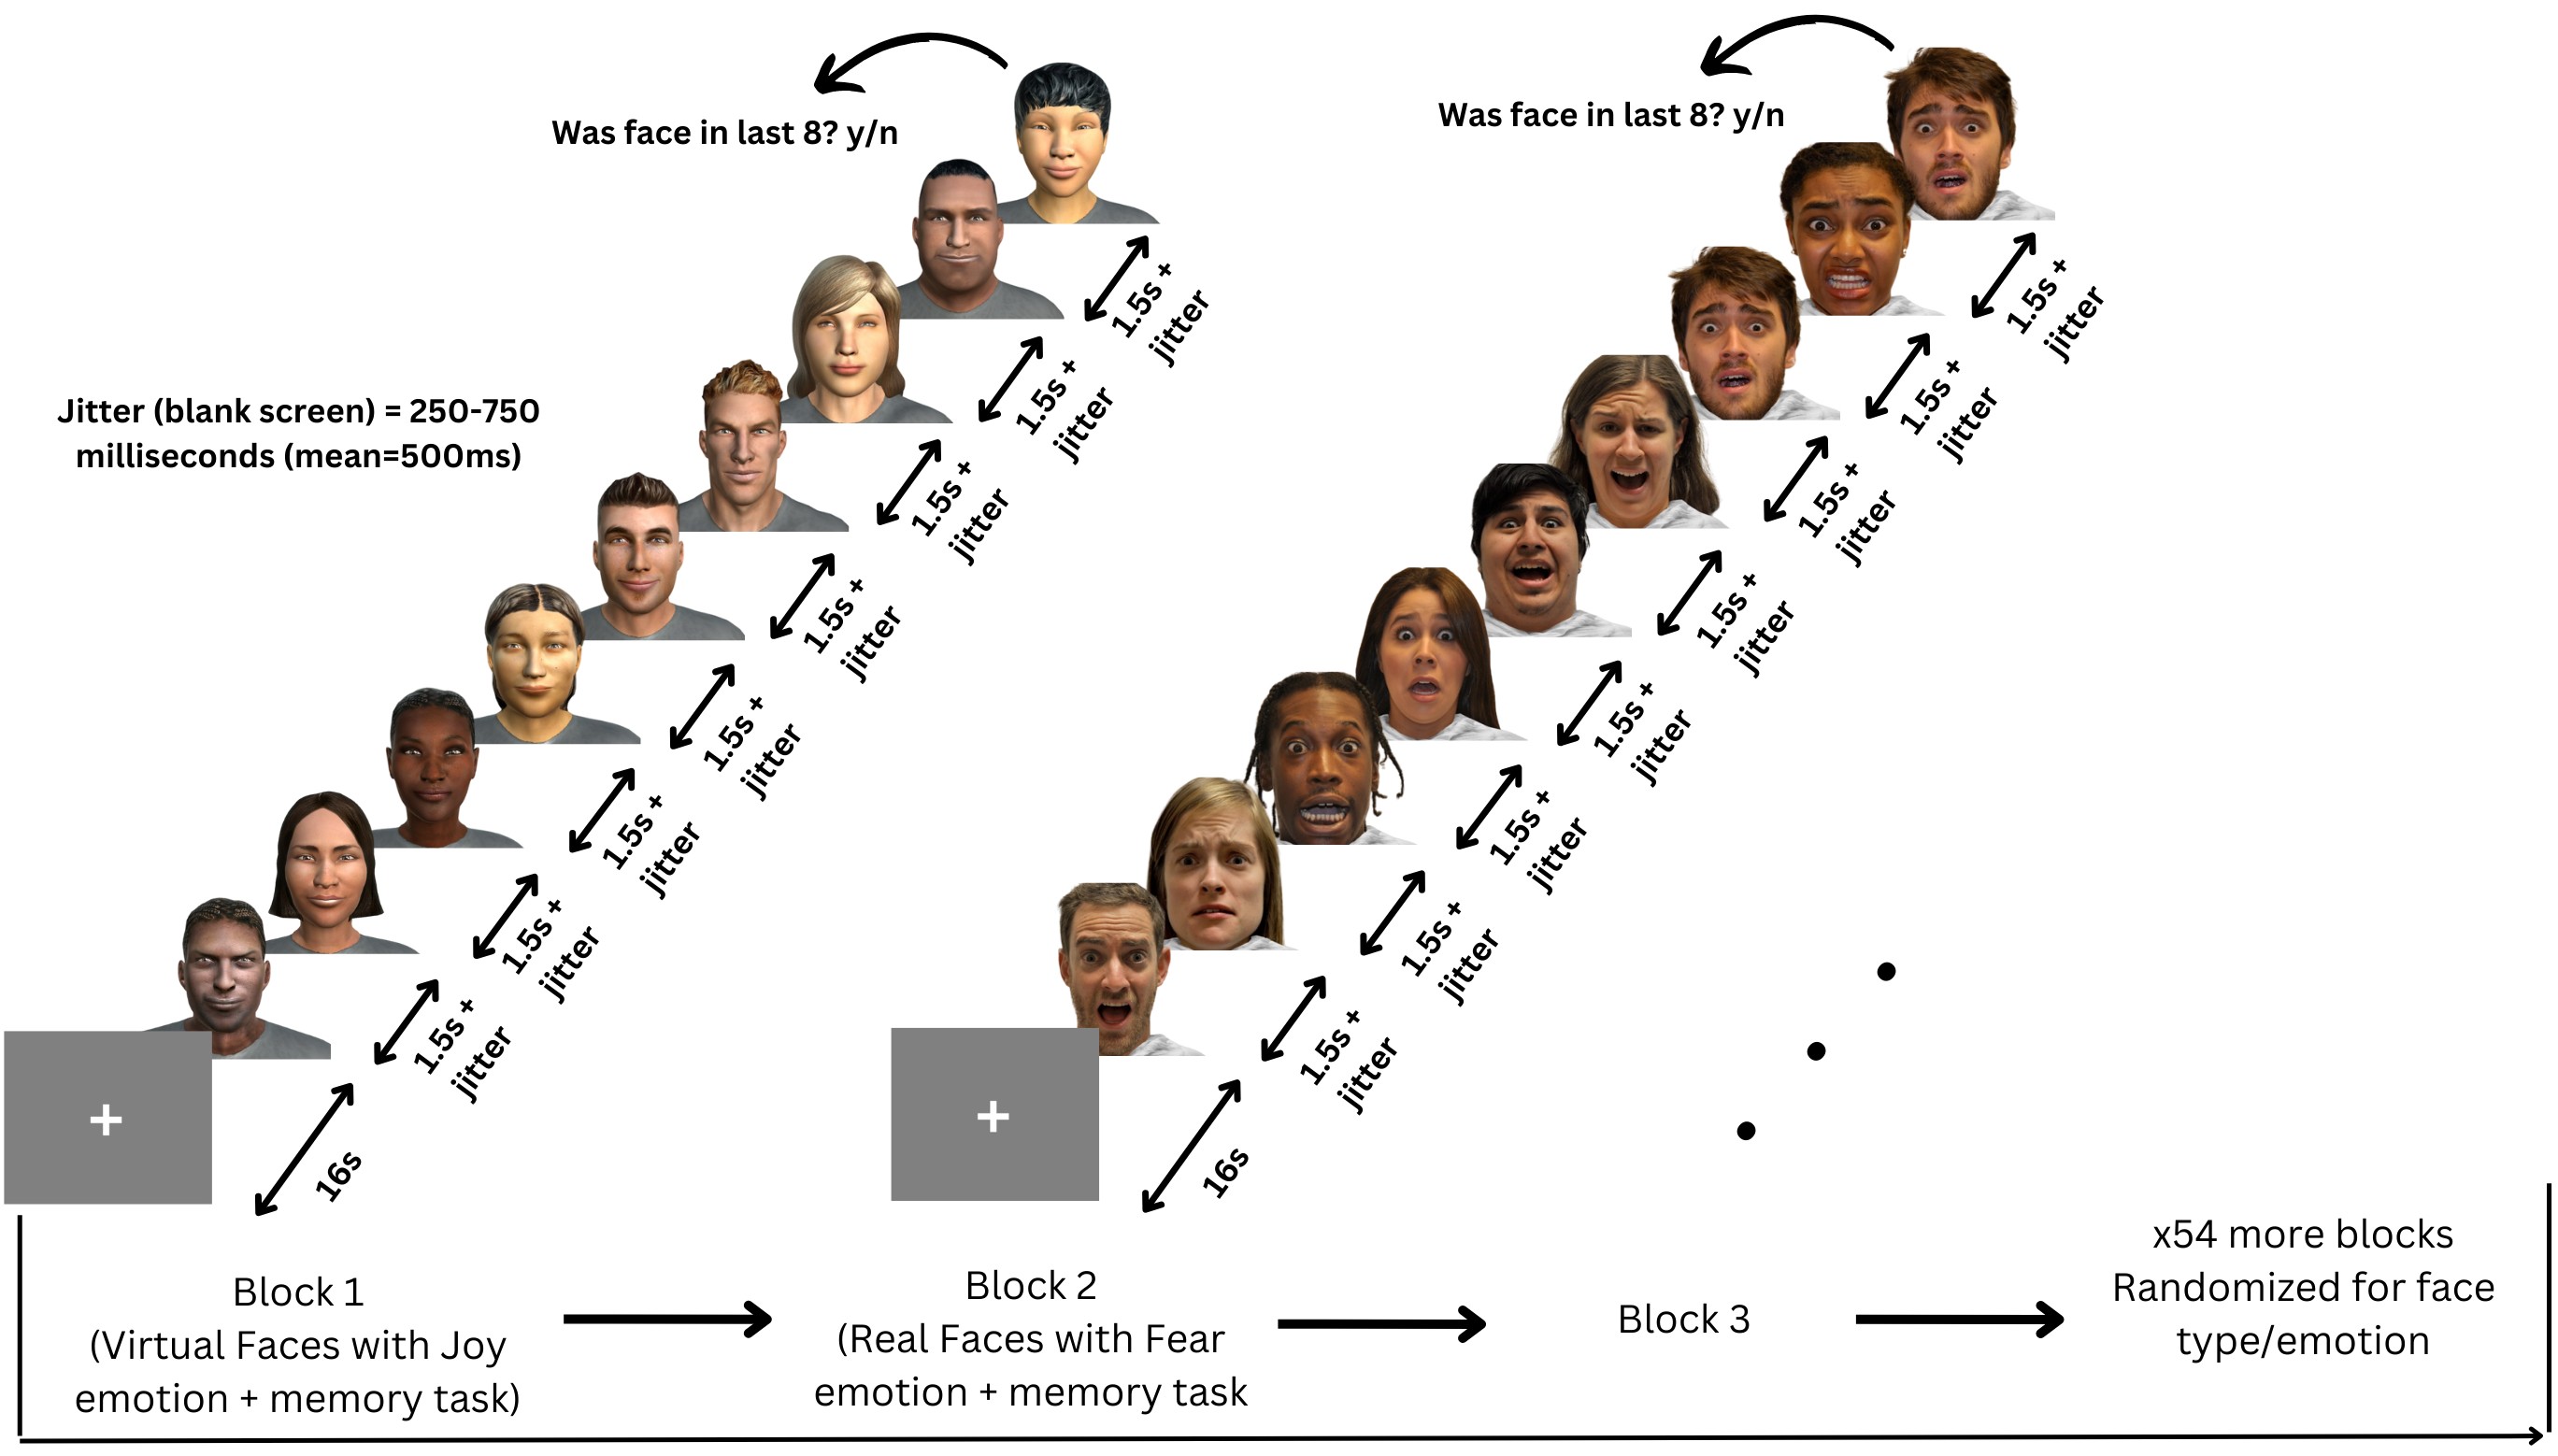 Was face in last 8? y/n
Was face in last 8? y/n
Jitter (blank screen) = 250-750
milliseconds (mean=500ms)
1.5s +
jitter
1.5s +
jitter
1.5s +
jitter
1.5s +
jitter
1.5s +
jitter
1.5s +
jitter
1.5s +
jitter
1.5s +
jitter
16s
1.5s +
jitter
1.5s +
jitter
1.5s +
jitter
1.5s +
jitter
1.5s +
jitter
1.5s +
jitter
1.5s +
jitter
1.5s +
jitter
16s
Block 1
(Virtual Faces with Joy
emotion + memory task)
Block 2
(Real Faces with Fear
emotion + memory task
Block 3
x54 more blocks
Randomized for face
type/emotion